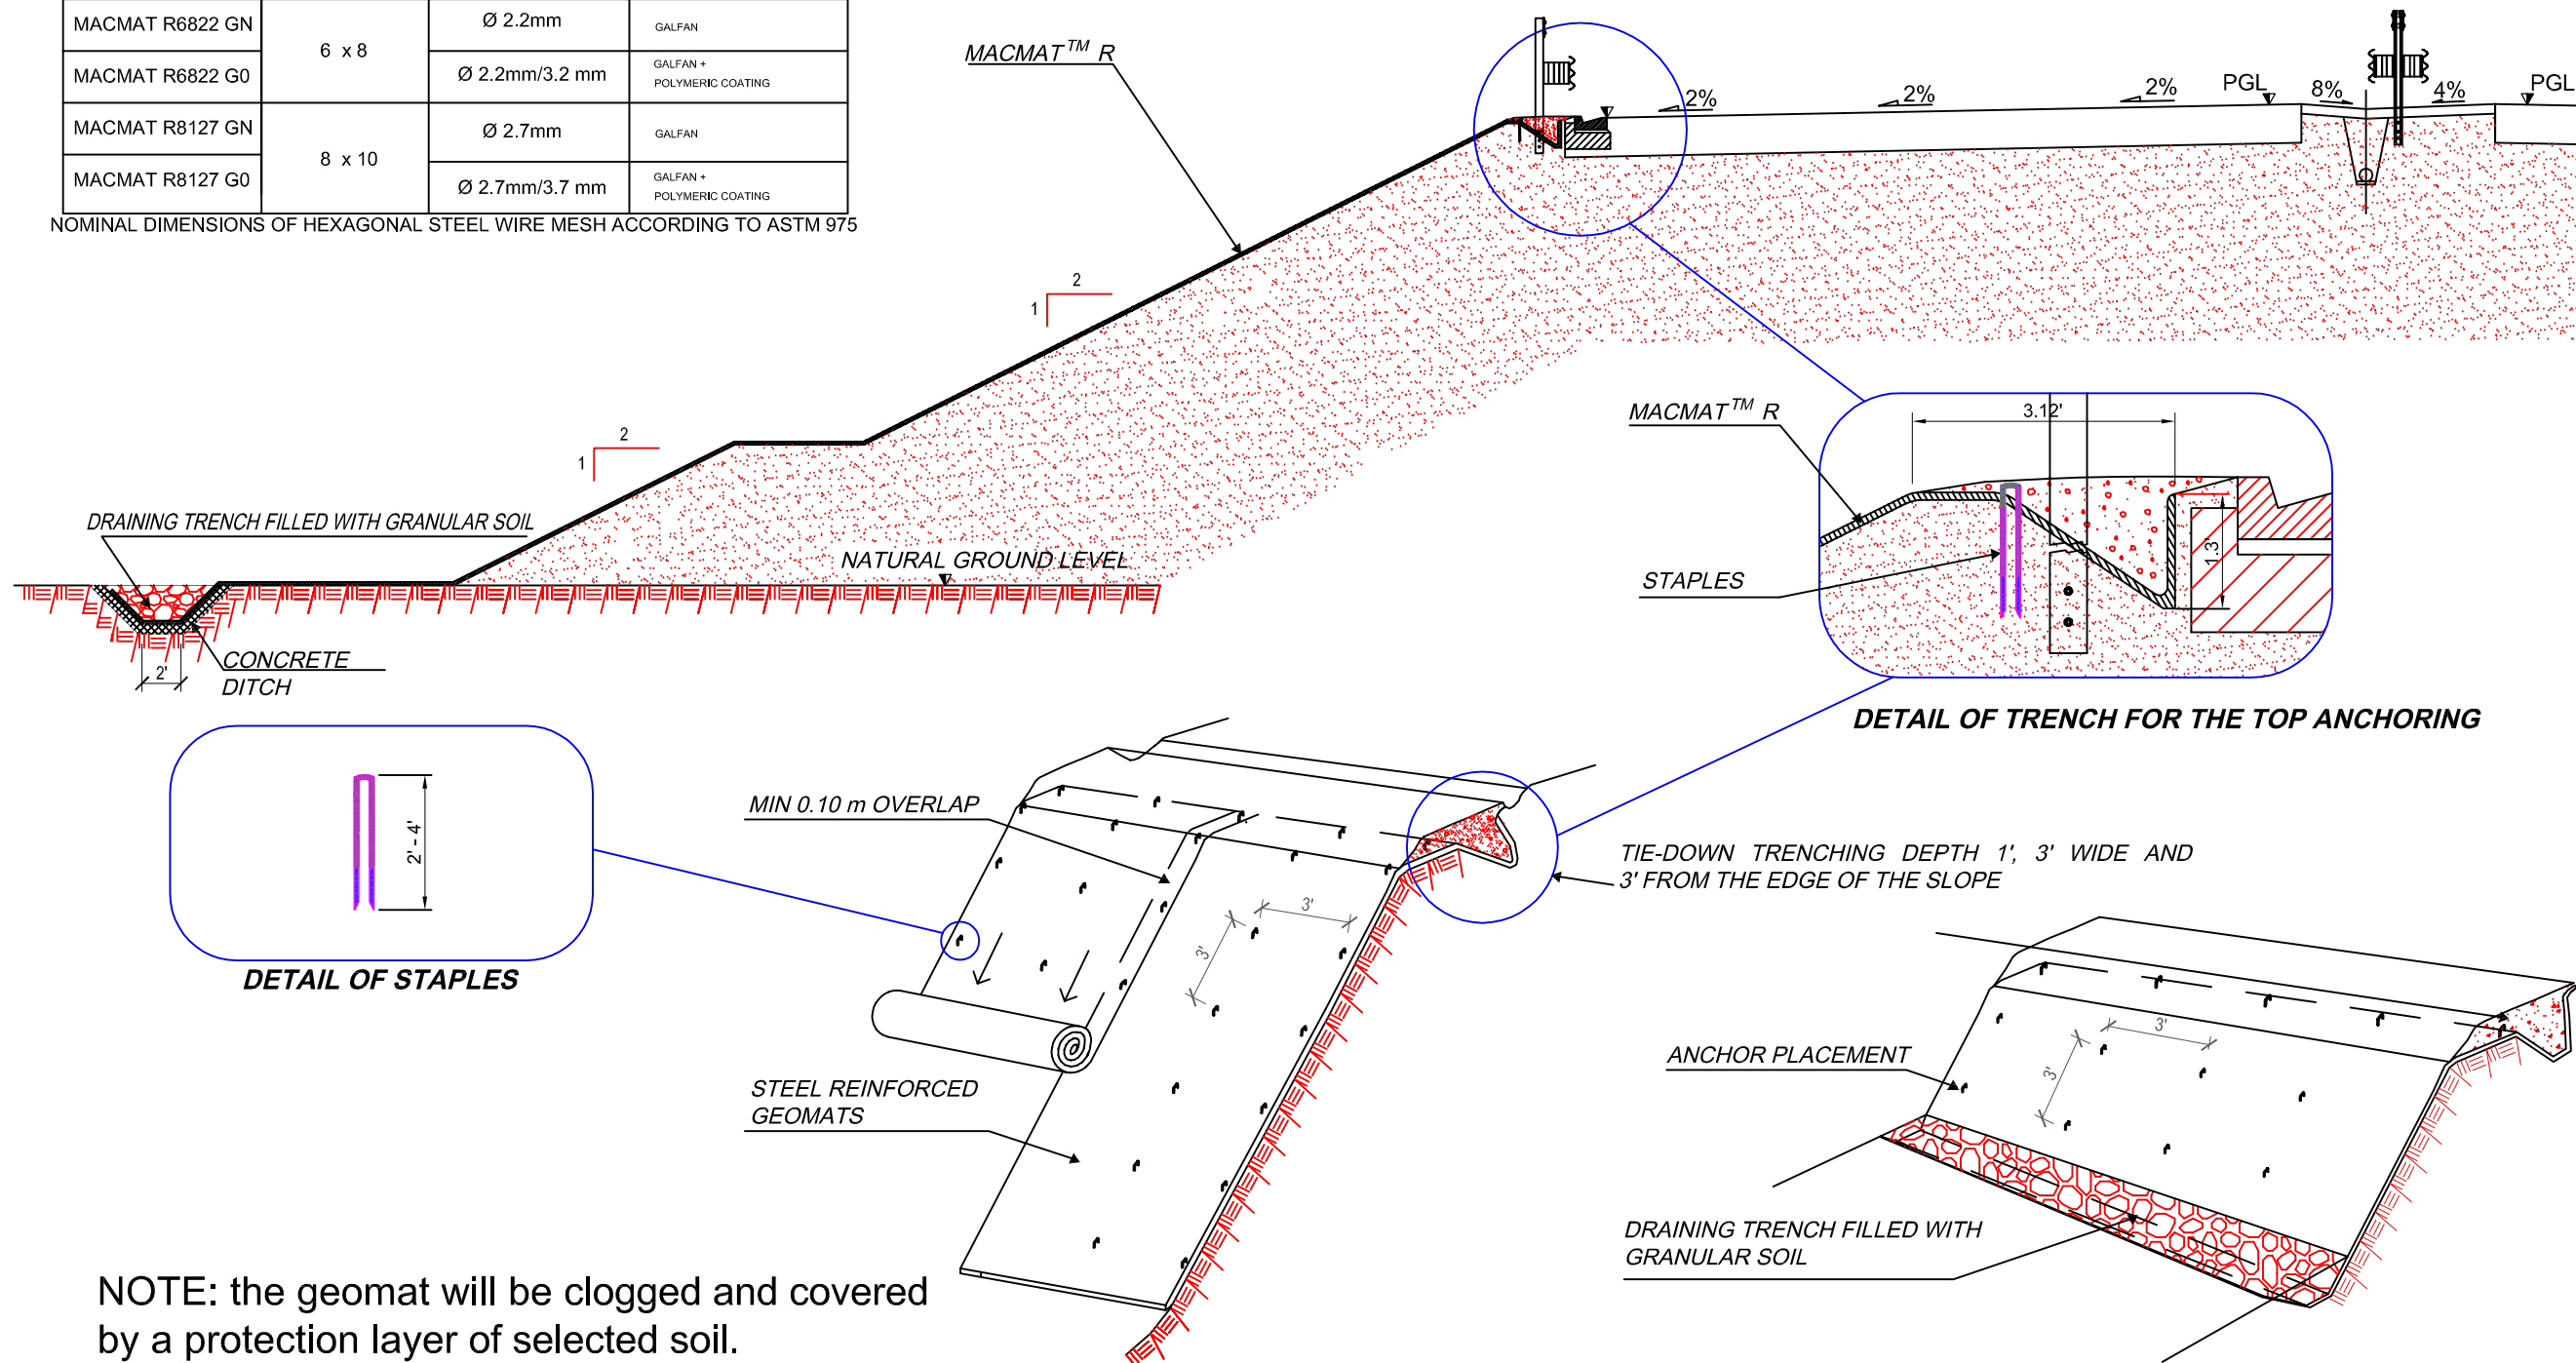 MACMAT R6822 GN
6 x 8
Ø 2.2mm
GALFAN
MACMAT R6822 G0
Ø 2.2mm/3.2 mm
GALFAN +
POLYMERIC COATING
MACMAT R8127 GN
8 x 10
Ø 2.7mm
GALFAN
MACMAT R8127 G0
Ø 2.7mm/3.7 mm
GALFAN +
POLYMERIC COATING
NOMINAL DIMENSIONS OF HEXAGONAL STEEL WIRE MESH ACCORDING TO ASTM 975
MACMAT™ R
2%
2%
2%
PGL
8%
4%
PGL
2
1
2
1
DRAINING TRENCH FILLED WITH GRANULAR SOIL
NATURAL GROUND LEVEL
CONCRETE
DITCH
2'
MACMAT™ R
3.12'
1.3'
STAPLES
DETAIL OF TRENCH FOR THE TOP ANCHORING
2' - 4'
DETAIL OF STAPLES
MIN 0.10 m OVERLAP
3'
3'
TIE-DOWN TRENCHING DEPTH 1', 3' WIDE AND
3' FROM THE EDGE OF THE SLOPE
STEEL REINFORCED
GEOMATS
ANCHOR PLACEMENT
3'
3'
DRAINING TRENCH FILLED WITH
GRANULAR SOIL
NOTE: the geomat will be clogged and covered
by a protection layer of selected soil.